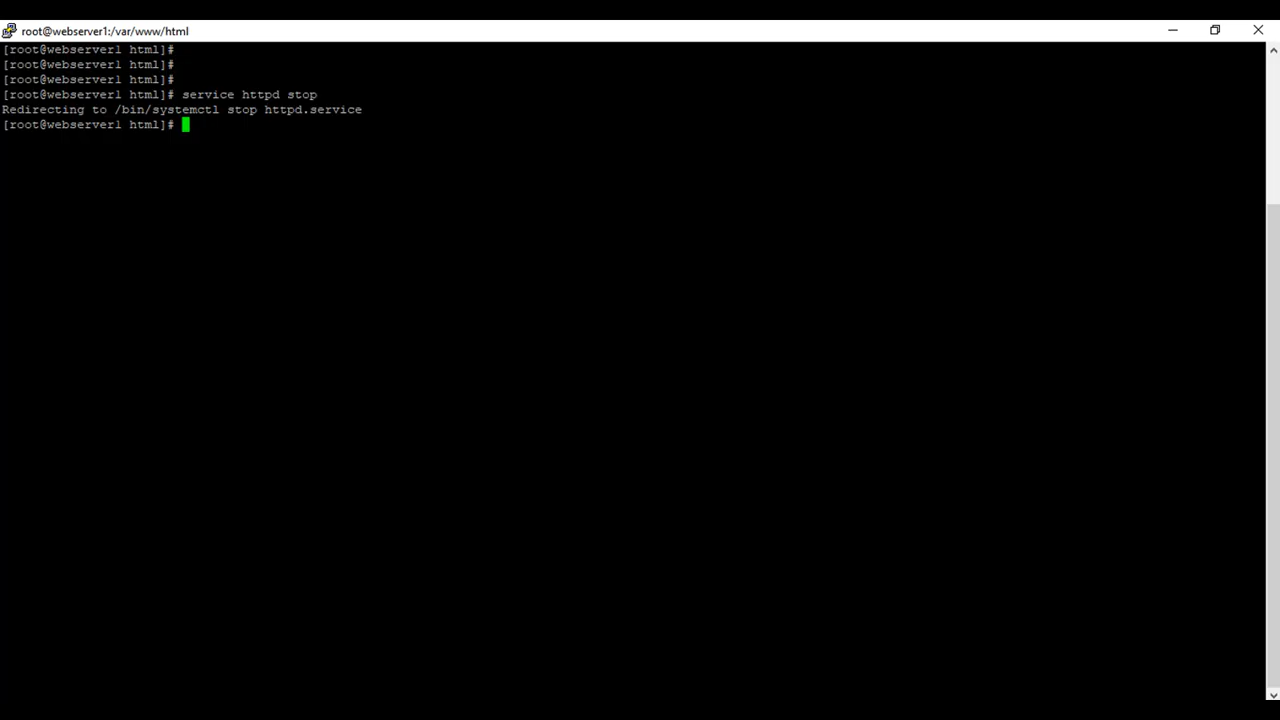 root@webserver1:/var/www/html
[root@webserver1 html]#
[root@webserver1 html]#
[root@webserver1 html]#
[root@webserver1 html]# service httpd stop
Redirecting to /bin/systemctl stop httpd.service
[root@webserver1 html]#